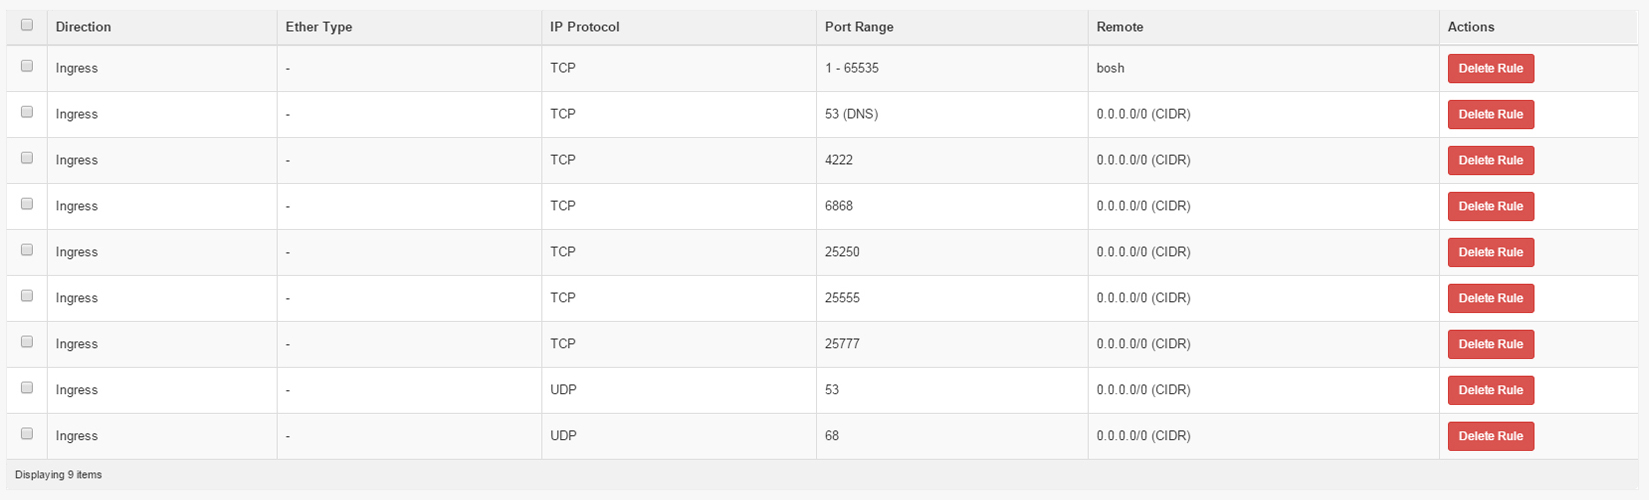 Direction Ether Type IP Protocol Port Range Remote Actions
Ingress - TCP 1 - 65535 bosh Delete Rule
Ingress - TCP 53 (DNS) 0.0.0.0/0 (CIDR) Delete Rule
Ingress - TCP 4222 0.0.0.0/0 (CIDR) Delete Rule
Ingress - TCP 6868 0.0.0.0/0 (CIDR) Delete Rule
Ingress - TCP 25250 0.0.0.0/0 (CIDR) Delete Rule
Ingress - TCP 25555 0.0.0.0/0 (CIDR) Delete Rule
Ingress - TCP 25777 0.0.0.0/0 (CIDR) Delete Rule
Ingress - UDP 53 0.0.0.0/0 (CIDR) Delete Rule
Ingress - UDP 68 0.0.0.0/0 (CIDR) Delete Rule
Displaying 9 items